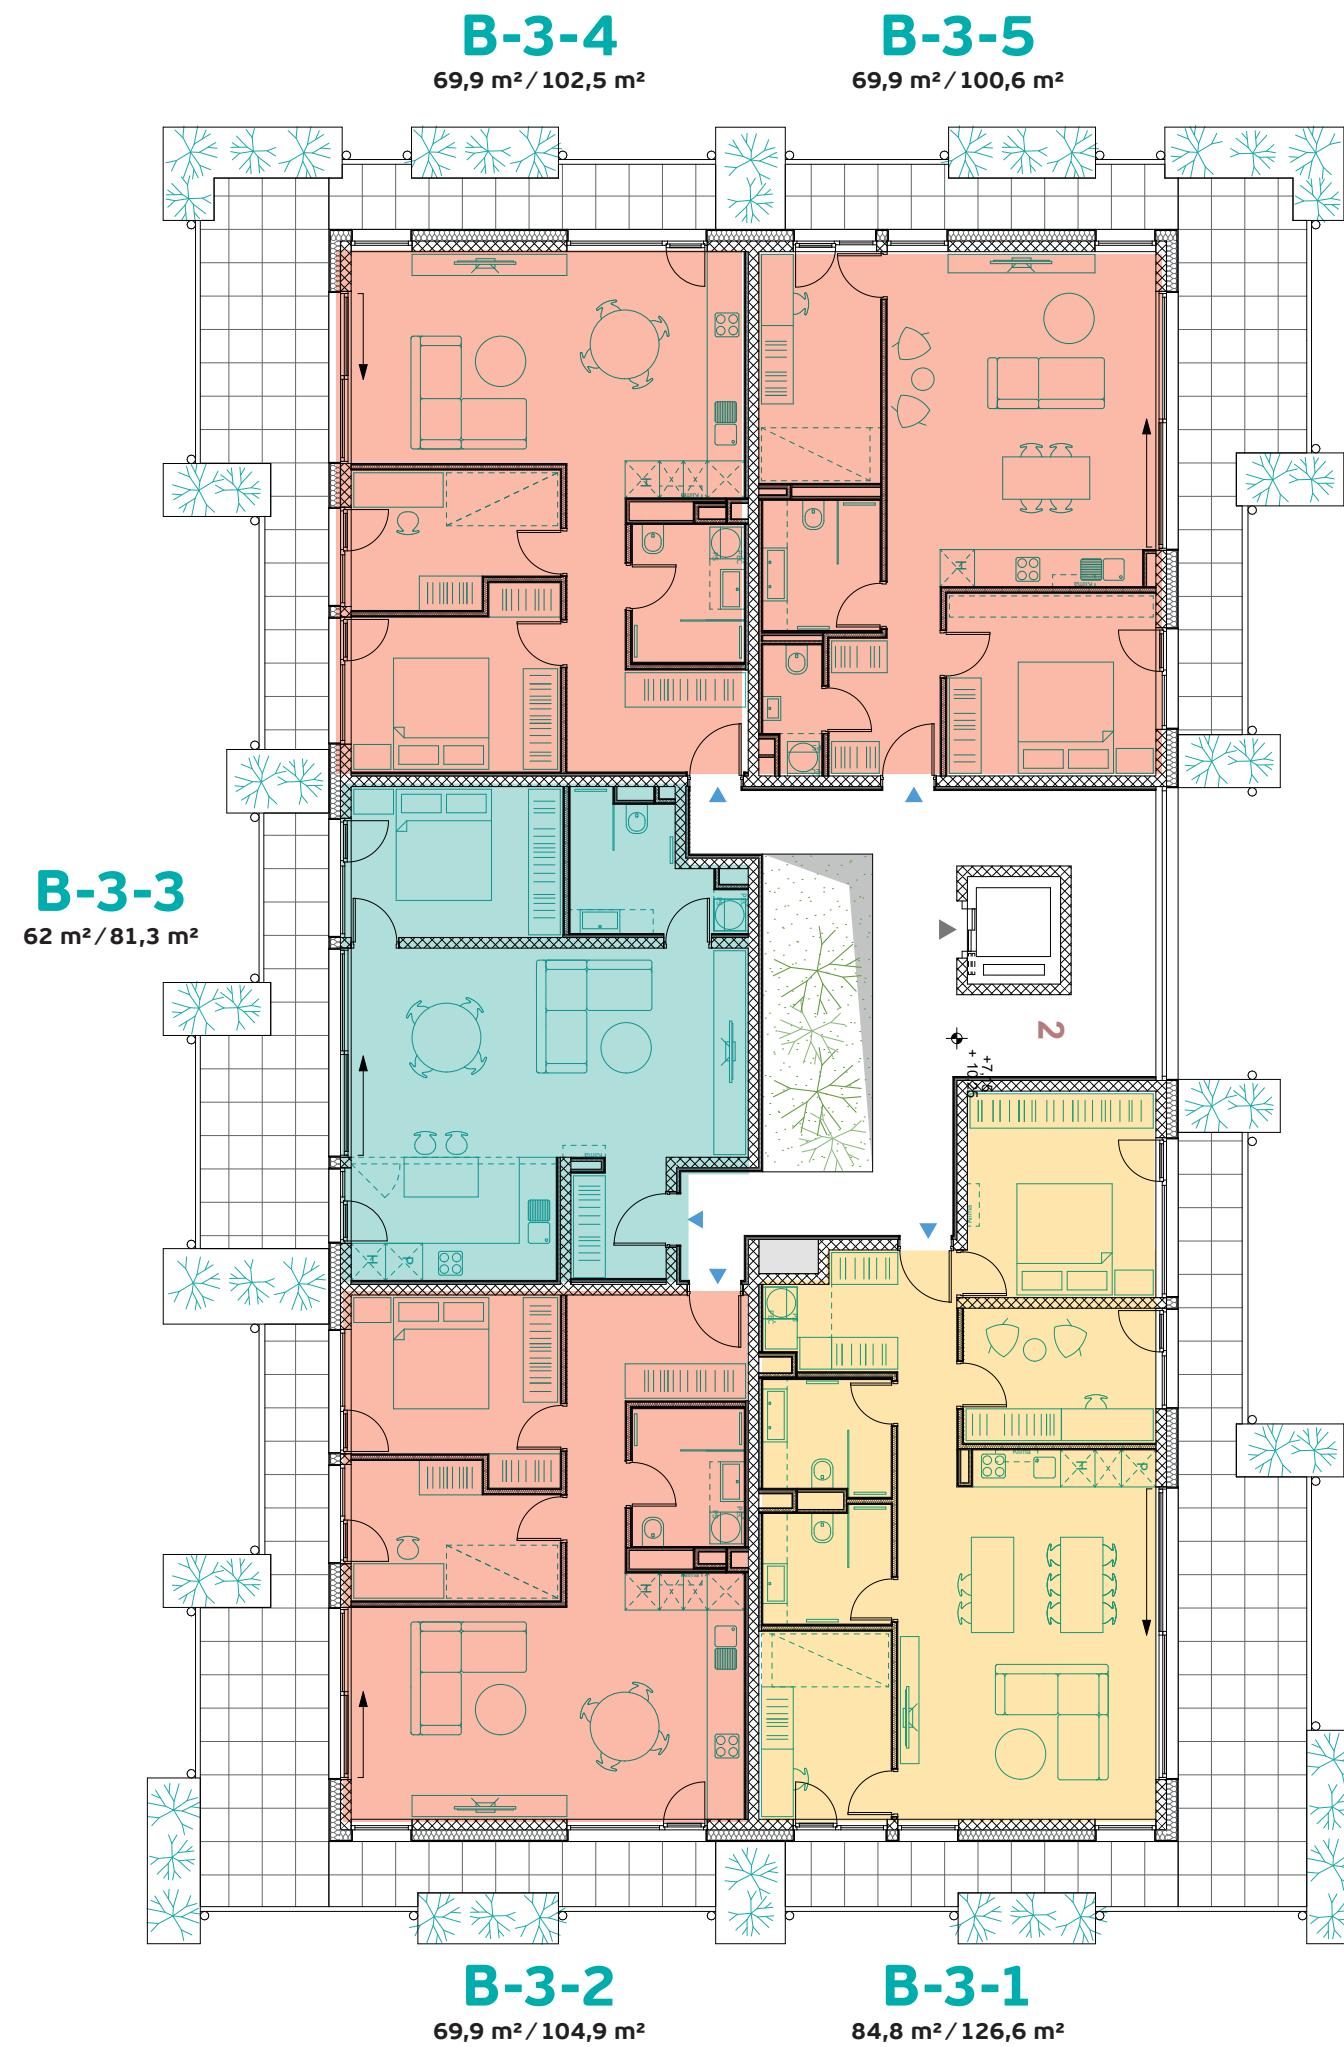 B-3-4
69,9 m² / 102,5 m²
B-3-5
69,9 m² / 100,6 m²
H
x
x
H
B-3-3
62 m² / 81,3 m²
2
H
P
H
x
P
H
x
x
B-3-2
69,9 m² / 104,9 m²
B-3-1
84,8 m² / 126,6 m²